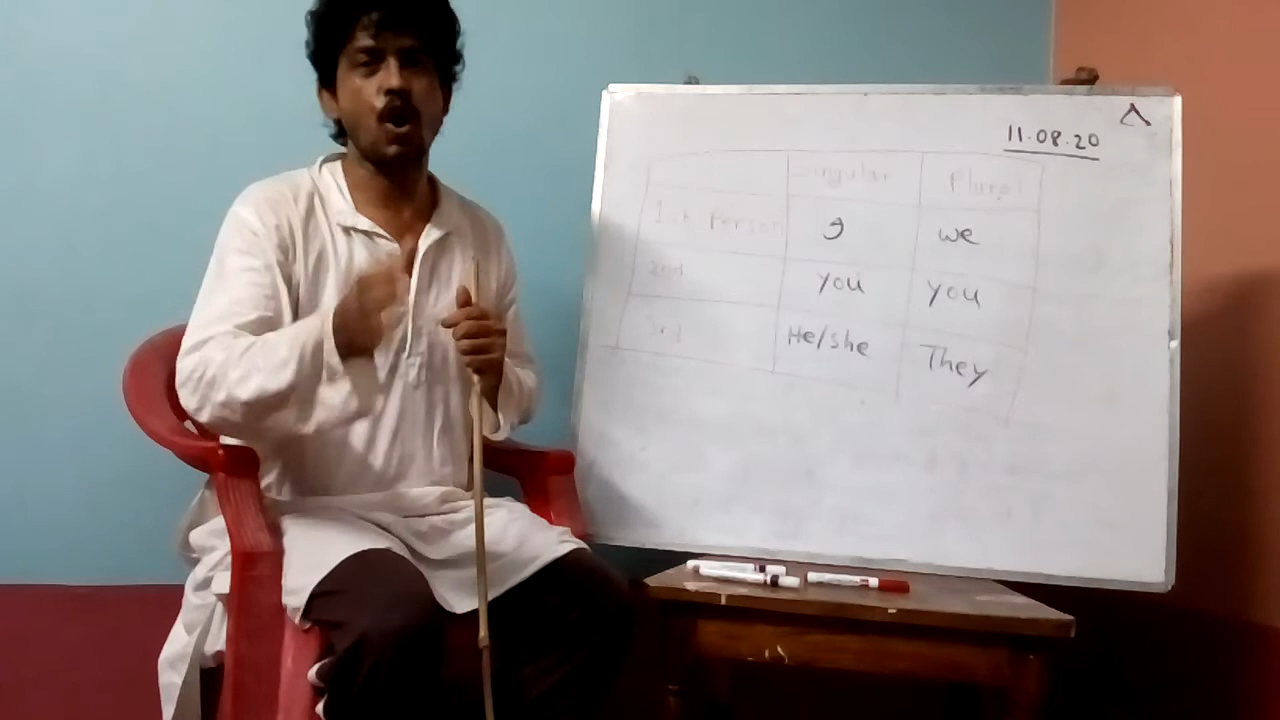 11.08.20
Singular Plural
1st Person I we
2nd you you
3rd He/she They